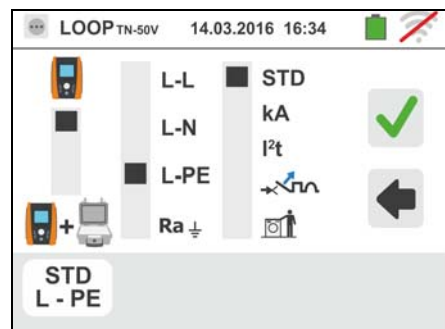 LOOP TN-50V 14.03.2016 16:34
L-L
L-N
L-PE
Ra
STD
kA
I²t
+
STD
L - PE